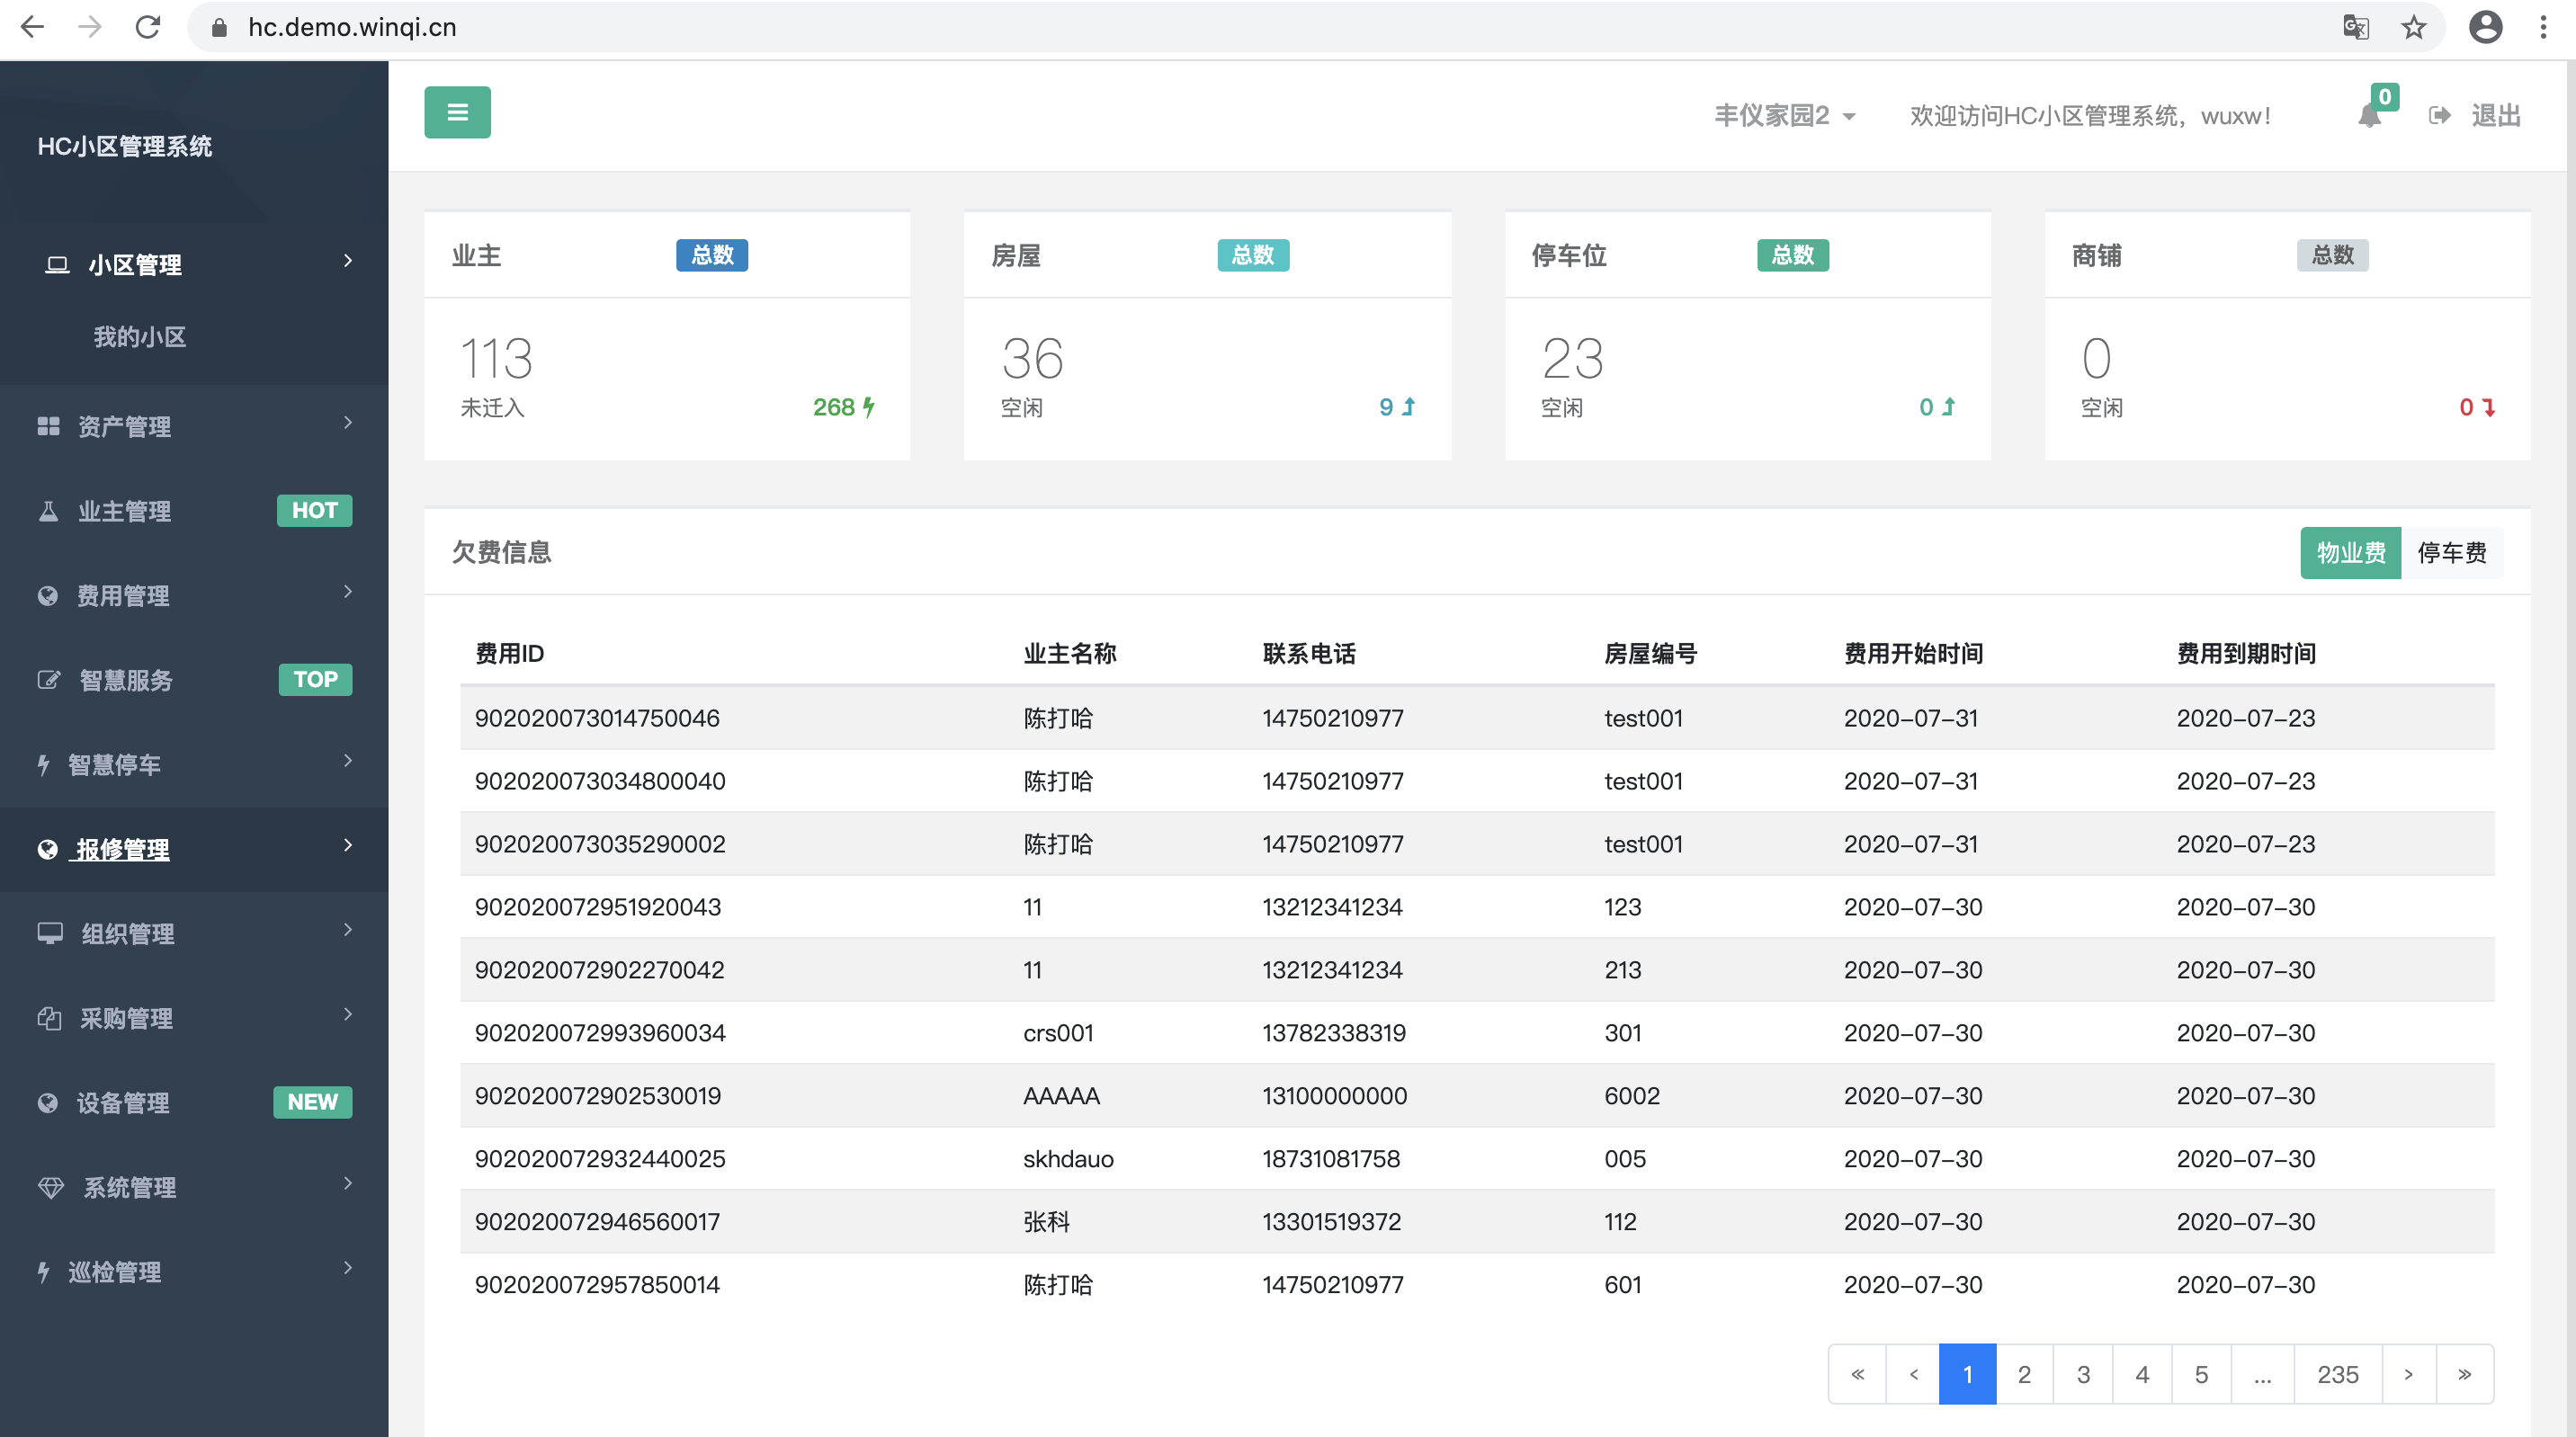 hc.demo.winqi.cn
HC小区管理系统
小区管理
我的小区
资产管理
业主管理 HOT
费用管理
智慧服务 TOP
智慧停车
报修管理
组织管理
采购管理
设备管理 NEW
系统管理
巡检管理
丰仪家园2 欢迎访问HC小区管理系统，wuxw! 0 退出
业主 总数
113
未迁入 268
房屋 总数
36
空闲 9
停车位 总数
23
空闲 0
商铺 总数
0
空闲 0
欠费信息 物业费 停车费
费用ID 业主名称 联系电话 房屋编号 费用开始时间 费用到期时间
902020073014750046 陈打哈 14750210977 test001 2020-07-31 2020-07-23
902020073034800040 陈打哈 14750210977 test001 2020-07-31 2020-07-23
902020073035290002 陈打哈 14750210977 test001 2020-07-31 2020-07-23
902020072951920043 11 13212341234 123 2020-07-30 2020-07-30
902020072902270042 11 13212341234 213 2020-07-30 2020-07-30
902020072993960034 crs001 13782338319 301 2020-07-30 2020-07-30
902020072902530019 AAAAA 13100000000 6002 2020-07-30 2020-07-30
902020072932440025 skhdauo 18731081758 005 2020-07-30 2020-07-30
902020072946560017 张科 13301519372 112 2020-07-30 2020-07-30
902020072957850014 陈打哈 14750210977 601 2020-07-30 2020-07-30
« ‹ 1 2 3 4 5 ... 235 › »